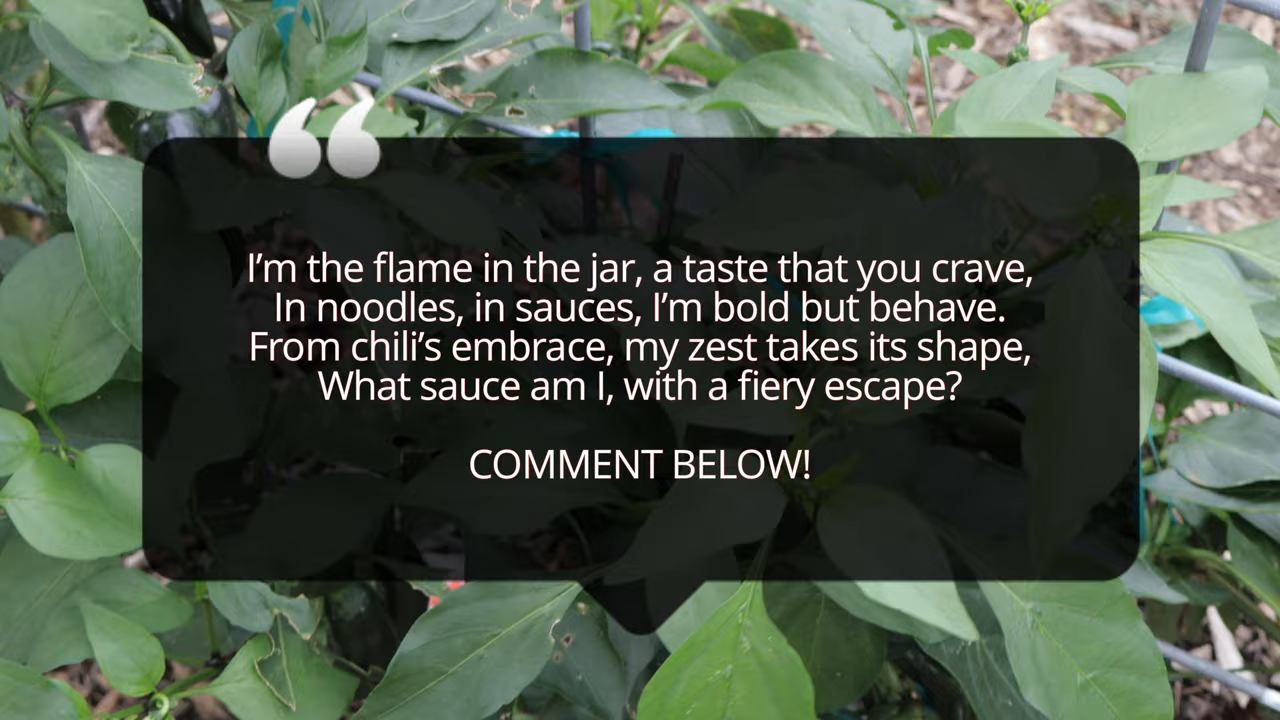 I’m the flame in the jar, a taste that you crave,
In noodles, in sauces, I’m bold but behave.
From chili’s embrace, my zest takes its shape,
What sauce am I, with a fiery escape?
COMMENT BELOW!